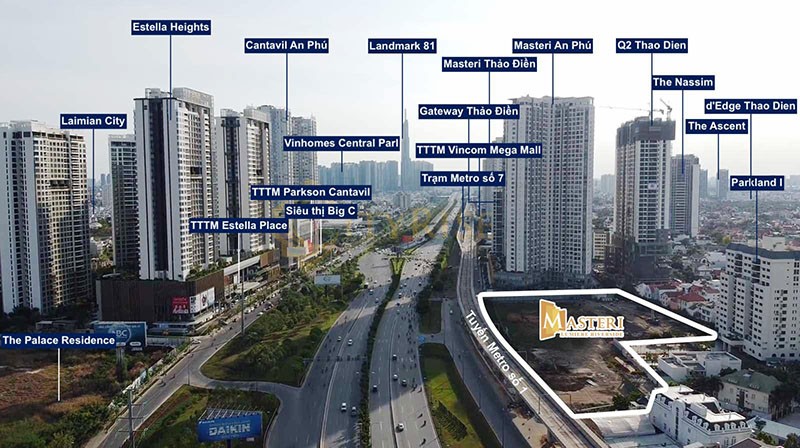 Estella Heights
Cantavil An Phú
Landmark 81
Masteri An Phú
Q2 Thao Dien
Masteri Thảo Điền
The Nassim
Laimian City
Gateway Thảo Điền
d'Edge Thao Dien
The Ascent
Vinhomes Central Parl
TTTM Vincom Mega Mall
Trạm Metro số 7
Parkland I
TTTM Parkson Cantavil
Siêu thị Big C
TTTM Estella Place
MASTERI
LUMIERE RIVERSIDE
Tuyến Metro số 1
The Palace Residence
ABC
DAIKIN